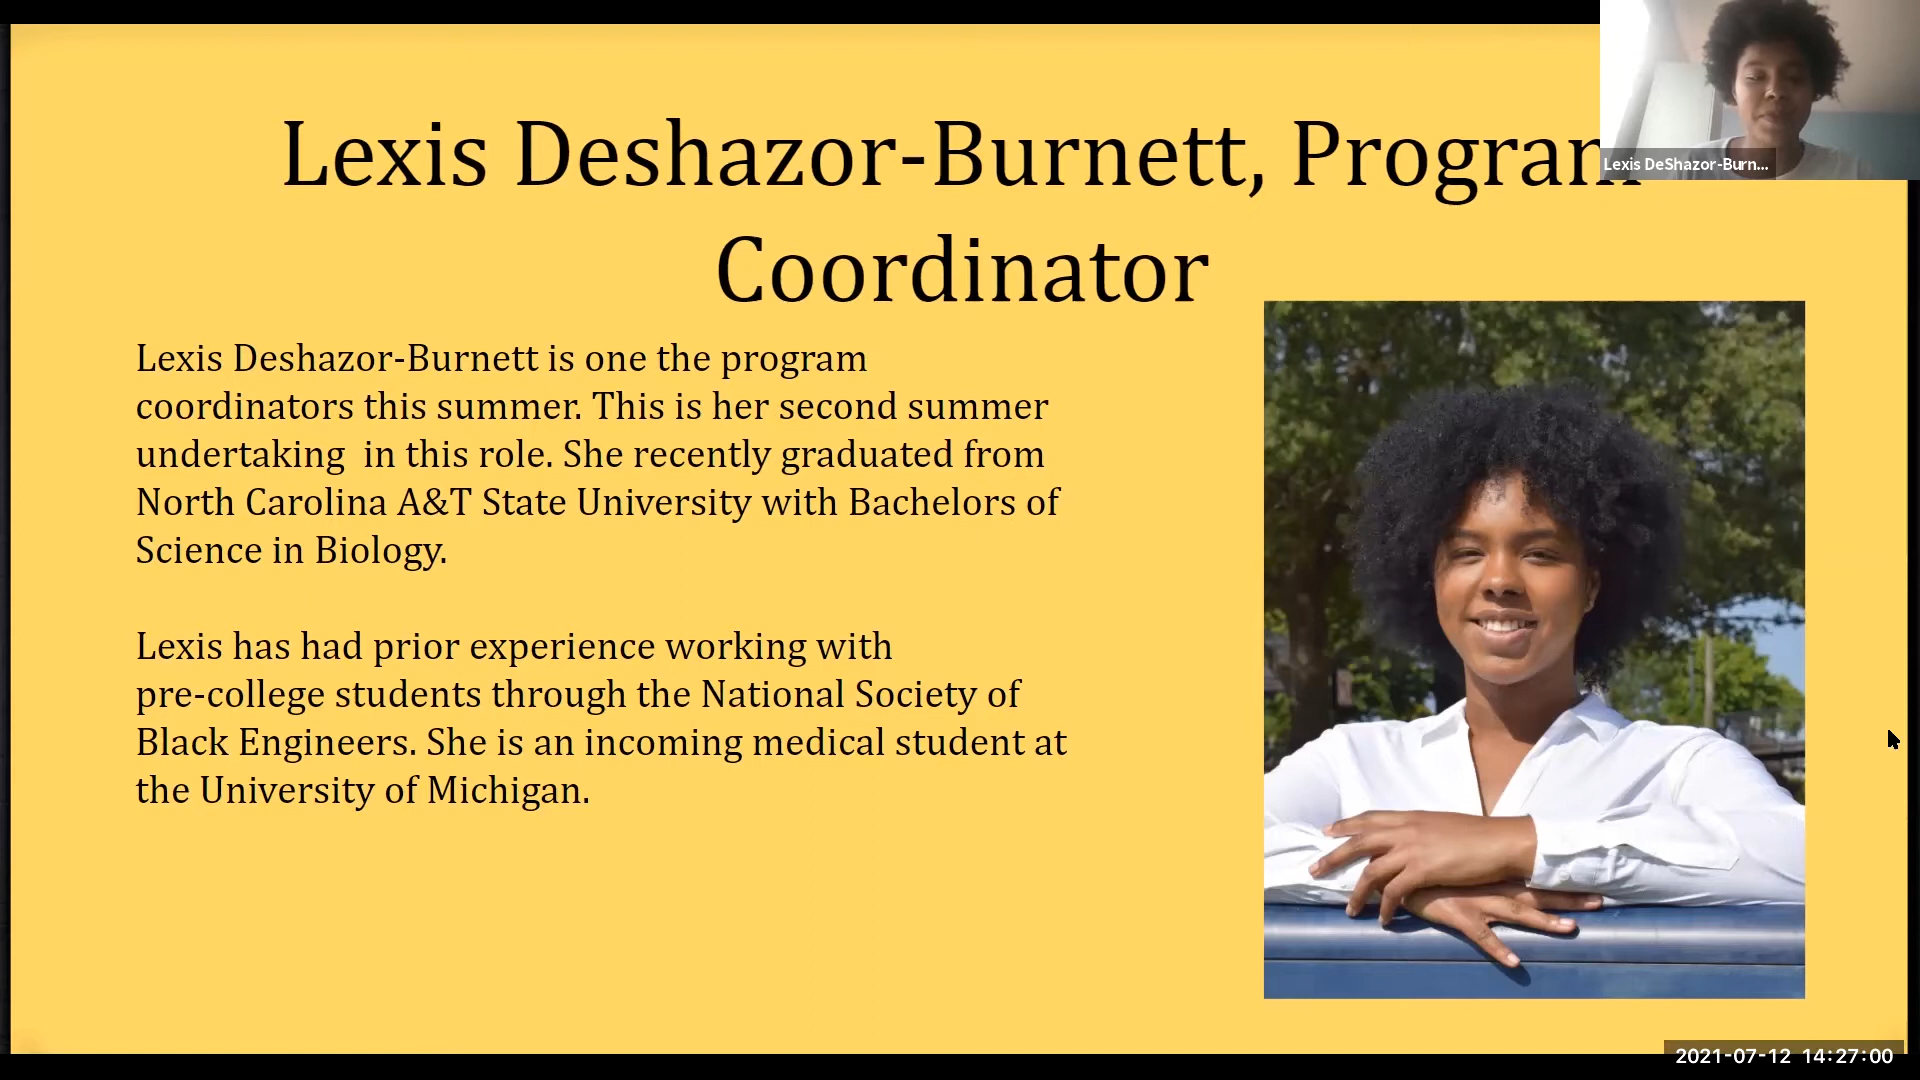 Lexis Deshazor-Burnett, Program
Coordinator
Lexis DeShazor-Burn...
Lexis Deshazor-Burnett is one the program
coordinators this summer. This is her second summer
undertaking  in this role. She recently graduated from
North Carolina A&T State University with Bachelors of
Science in Biology.
Lexis has had prior experience working with
pre-college students through the National Society of
Black Engineers. She is an incoming medical student at
the University of Michigan.
2021-07-12 14:27:00